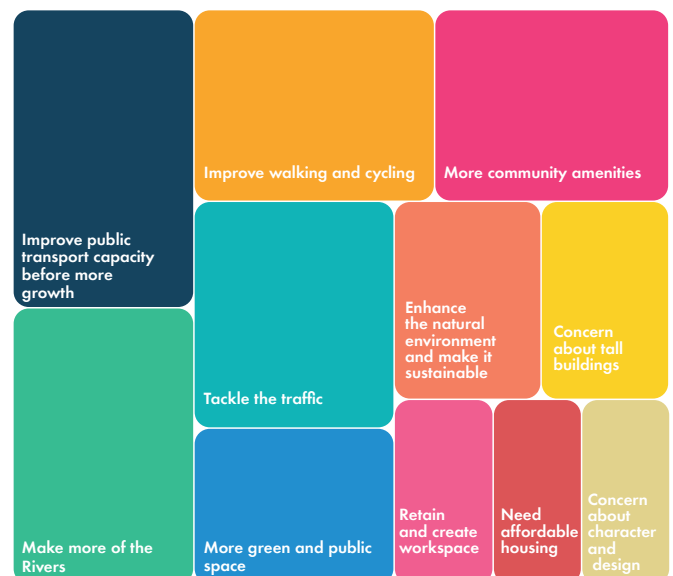 Improve walking and cycling
More community amenities
Improve public
transport capacity
before more
growth
Enhance
the natural
environment
and make it
sustainable
Concern
about tall
buildings
Tackle the traffic
Make more of the
Rivers
More green and public
space
Retain
and create
workspace
Need
affordable
housing
Concern
about
character
and
design